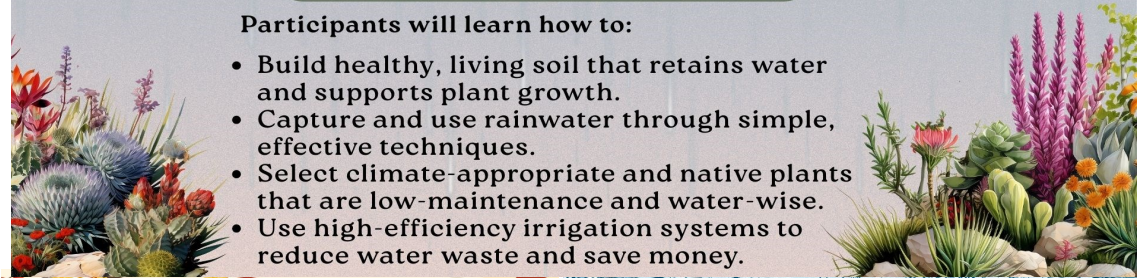 Participants will learn how to:
• Build healthy, living soil that retains water
and supports plant growth.
• Capture and use rainwater through simple,
effective techniques.
• Select climate-appropriate and native plants
that are low-maintenance and water-wise.
• Use high-efficiency irrigation systems to
reduce water waste and save money.